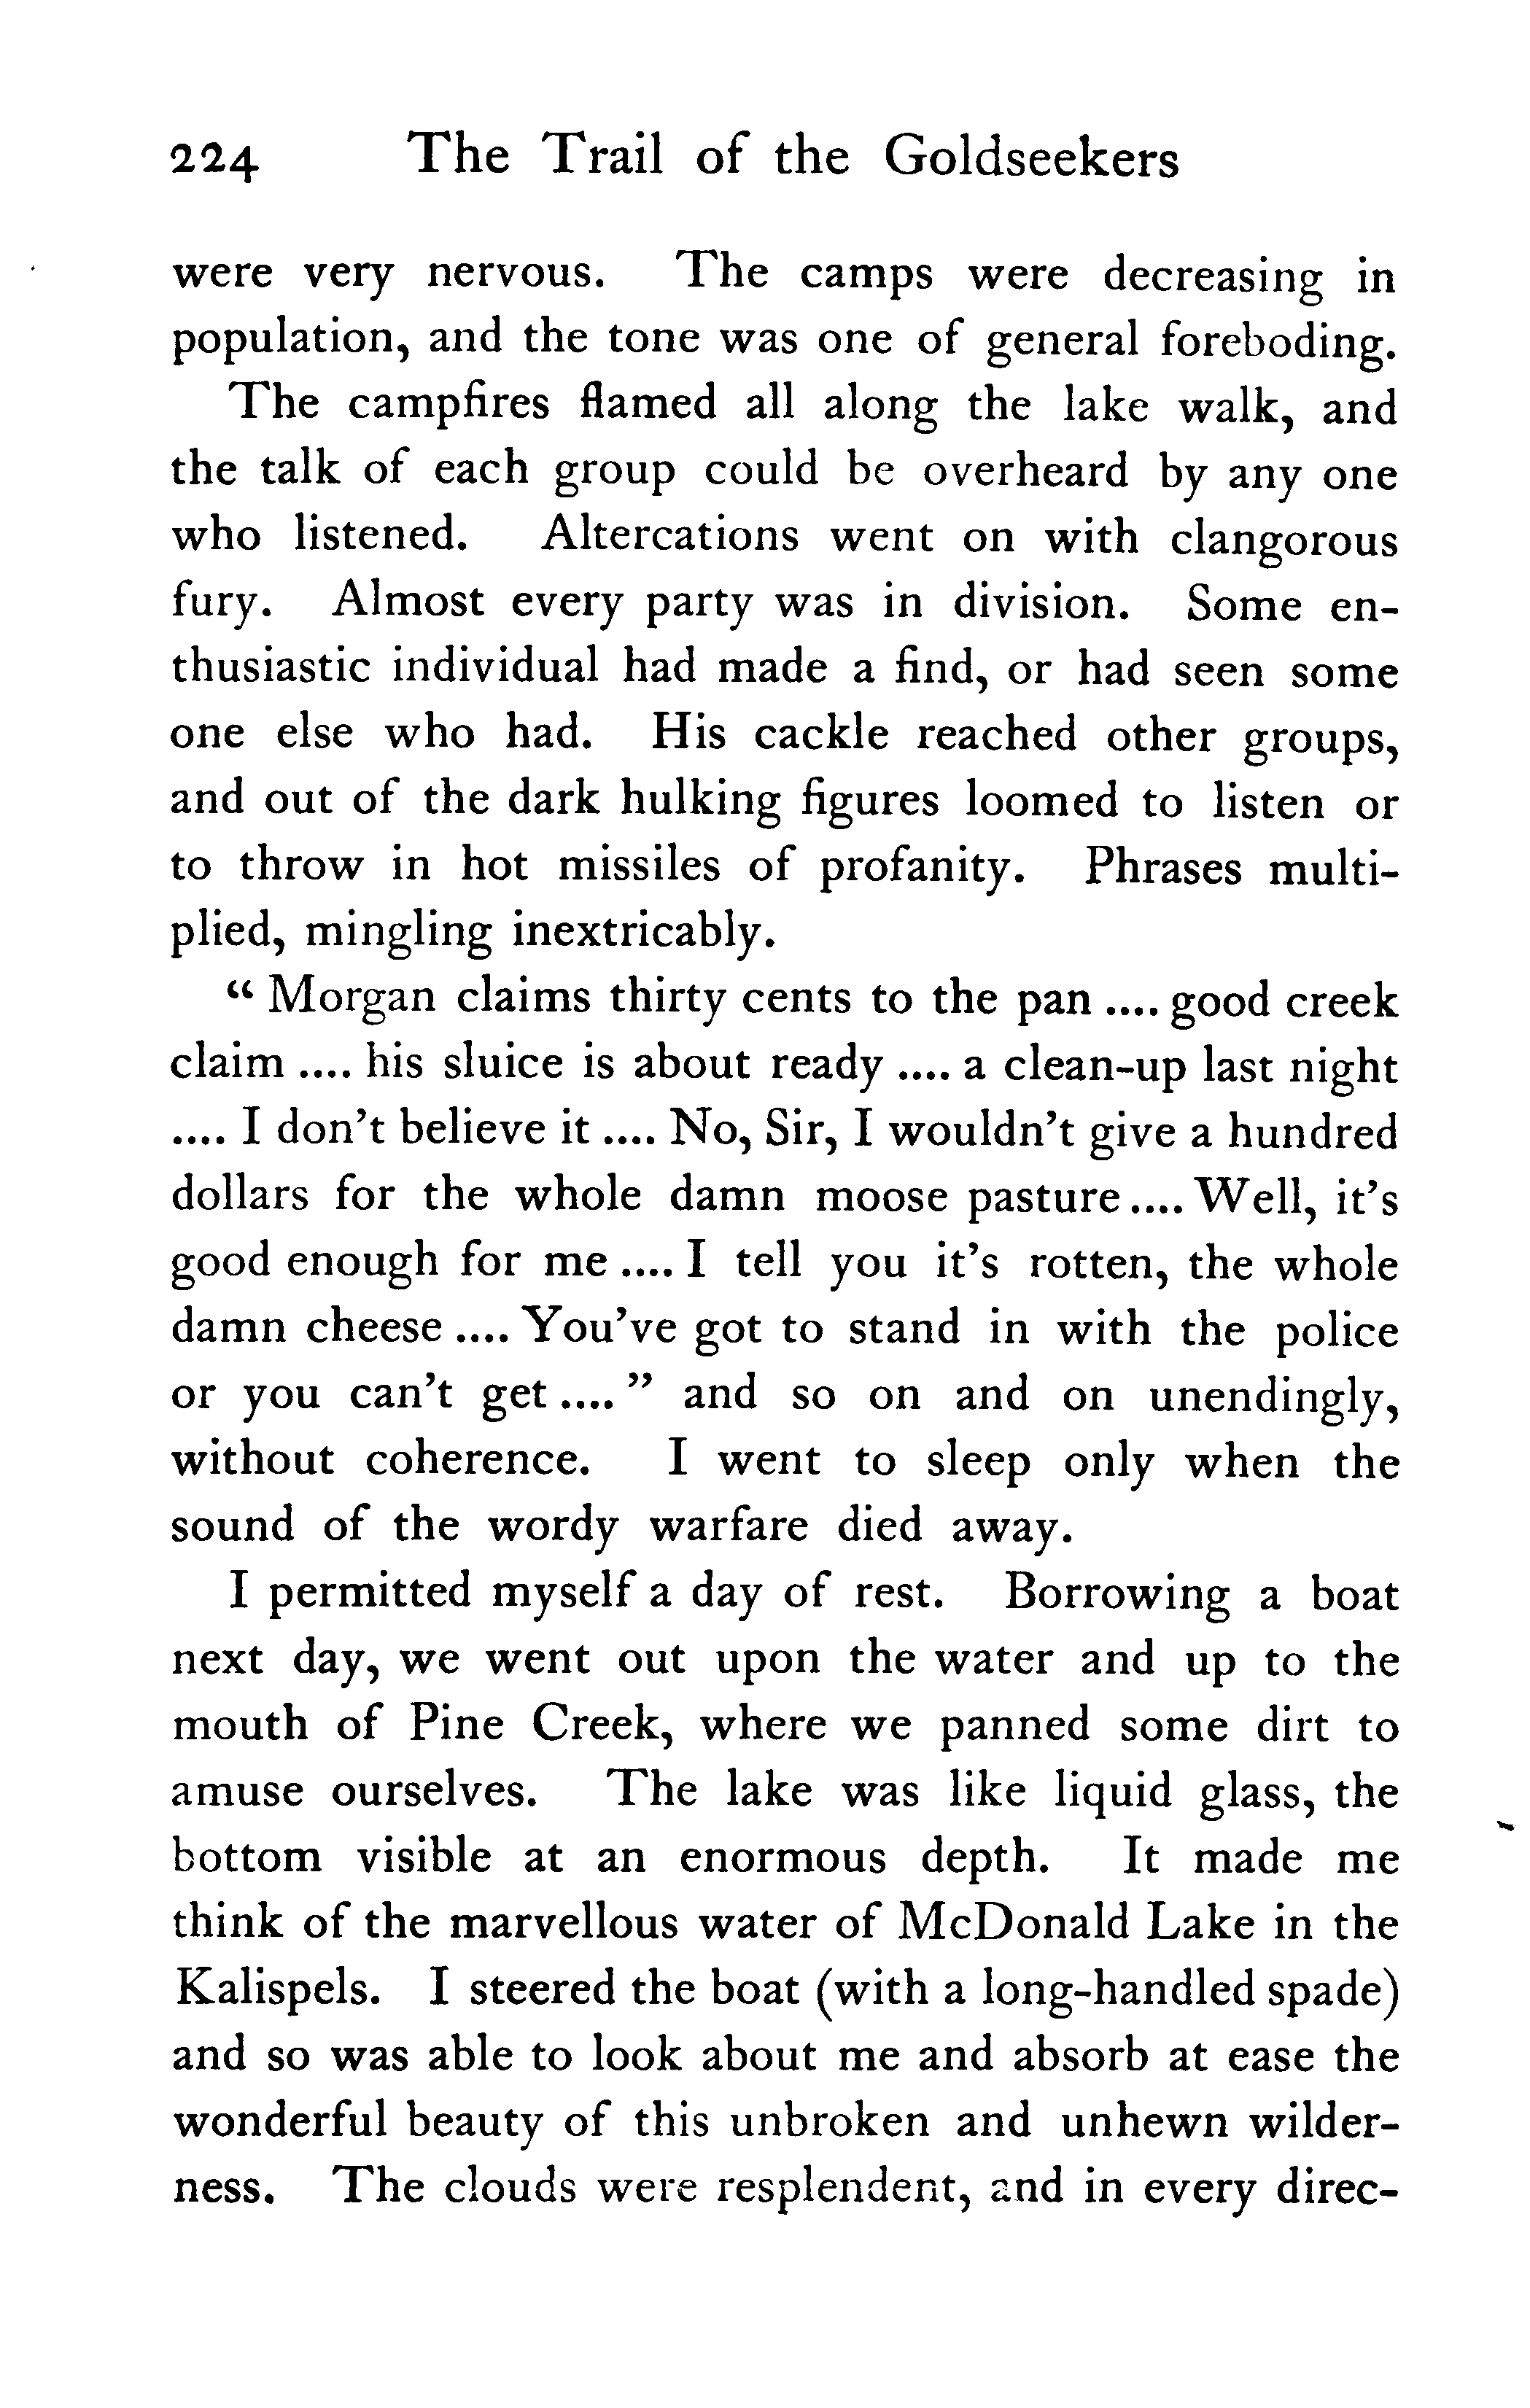 224 The Trail of the Goldseekers
were very nervous. The camps were decreasing in
population, and the tone was one of general foreboding.
The campfires flamed all along the lake walk, and
the talk of each group could be overheard by any one
who listened. Altercations went on with clangorous
fury. Almost every party was in division. Some en-
thusiastic individual had made a find, or had seen some
one else who had. His cackle reached other groups,
and out of the dark hulking figures loomed to listen or
to throw in hot missiles of profanity. Phrases multi-
plied, mingling inextricably.
“ Morgan claims thirty cents to the pan .... good creek
claim .... his sluice is about ready .... a clean-up last night
.... I don’t believe it .... No, Sir, I wouldn’t give a hundred
dollars for the whole damn moose pasture .... Well, it’s
good enough for me .... I tell you it’s rotten, the whole
damn cheese .... You’ve got to stand in with the police
or you can’t get .... ” and so on and on unendingly,
without coherence. I went to sleep only when the
sound of the wordy warfare died away.
I permitted myself a day of rest. Borrowing a boat
next day, we went out upon the water and up to the
mouth of Pine Creek, where we panned some dirt to
amuse ourselves. The lake was like liquid glass, the
bottom visible at an enormous depth. It made me
think of the marvellous water of McDonald Lake in the
Kalispels. I steered the boat (with a long-handled spade)
and so was able to look about me and absorb at ease the
wonderful beauty of this unbroken and unhewn wilder-
ness. The clouds were resplendent, and in every direc-